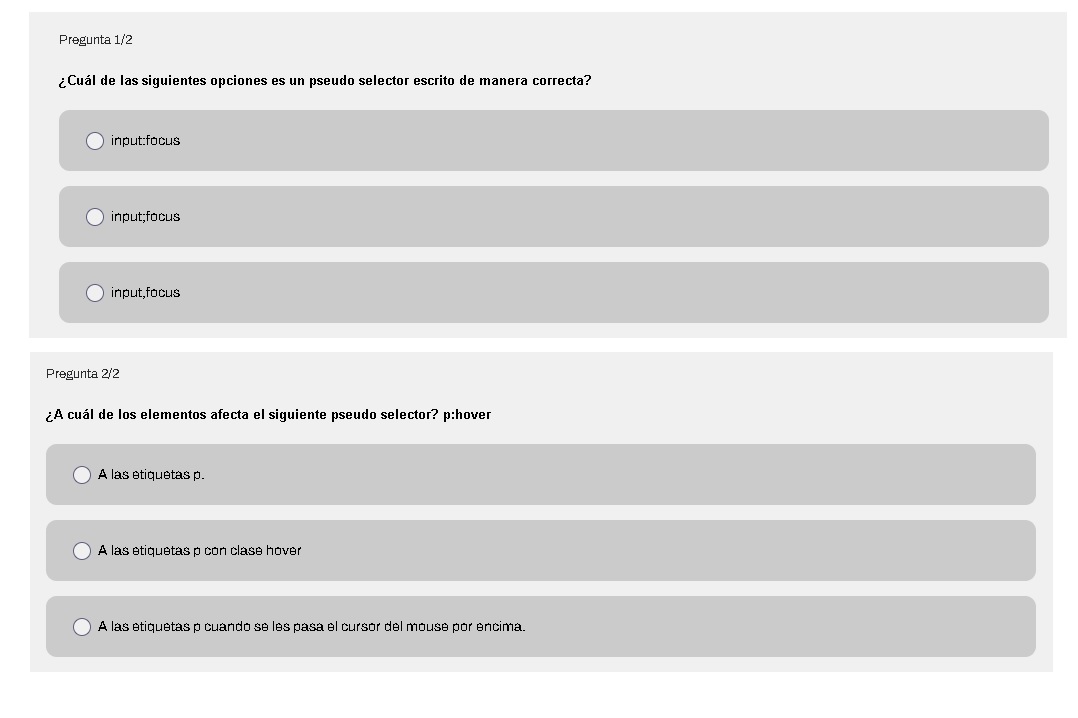 Pregunta 1/2
¿Cuál de las siguientes opciones es un pseudo selector escrito de manera correcta?
input:focus
input;focus
input,focus
Pregunta 2/2
¿A cuál de los elementos afecta el siguiente pseudo selector? p:hover
A las etiquetas p.
A las etiquetas p con clase hover
A las etiquetas p cuando se les pasa el cursor del mouse por encima.